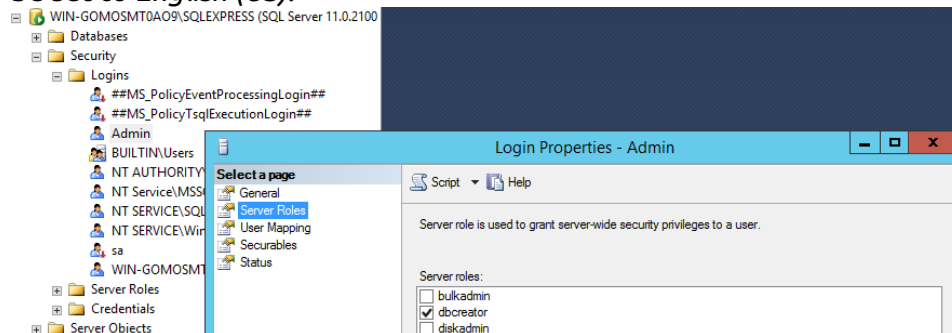 WIN-GOMOSMT0AO9\SQLEXPRESS (SQL Server 11.0.2100
Databases
Security
Logins
##MS_PolicyEventProcessingLogin##
##MS_PolicyTsqlExecutionLogin##
Admin
BUILTIN\Users
NT AUTHORITY
NT Service\MSS
NT SERVICE\SQL
NT SERVICE\Wir
sa
WIN-GOMOSMT
Server Roles
Credentials
Server Objects
Login Properties - Admin
Select a page
General
Server Roles
User Mapping
Securables
Status
Script Help
Server role is used to grant server-wide security privileges to a user.
Server roles:
bulkadmin
dbcreator
diskadmin